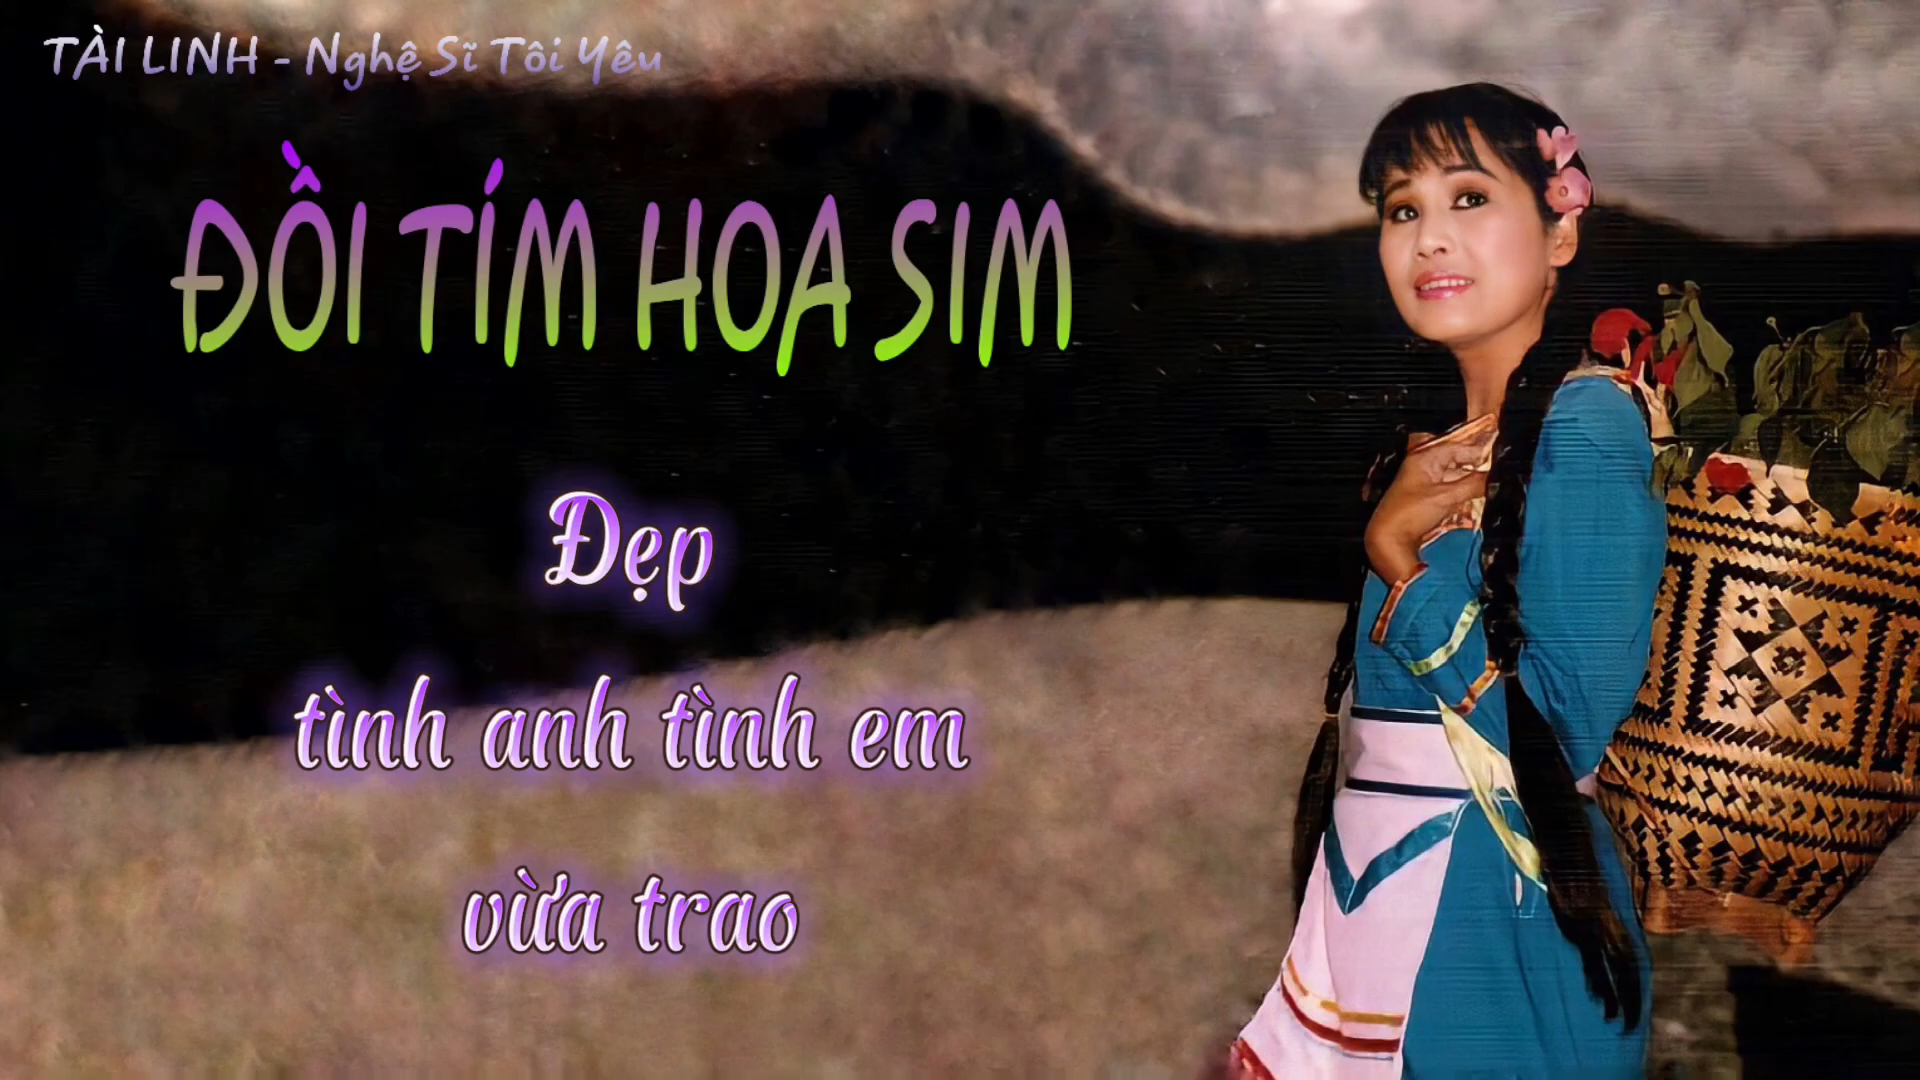 TÀI LINH - Nghệ Sĩ Tôi Yêu
ĐỒI TÍM HOA SIM
Đẹp
tình anh tình em
vừa trao